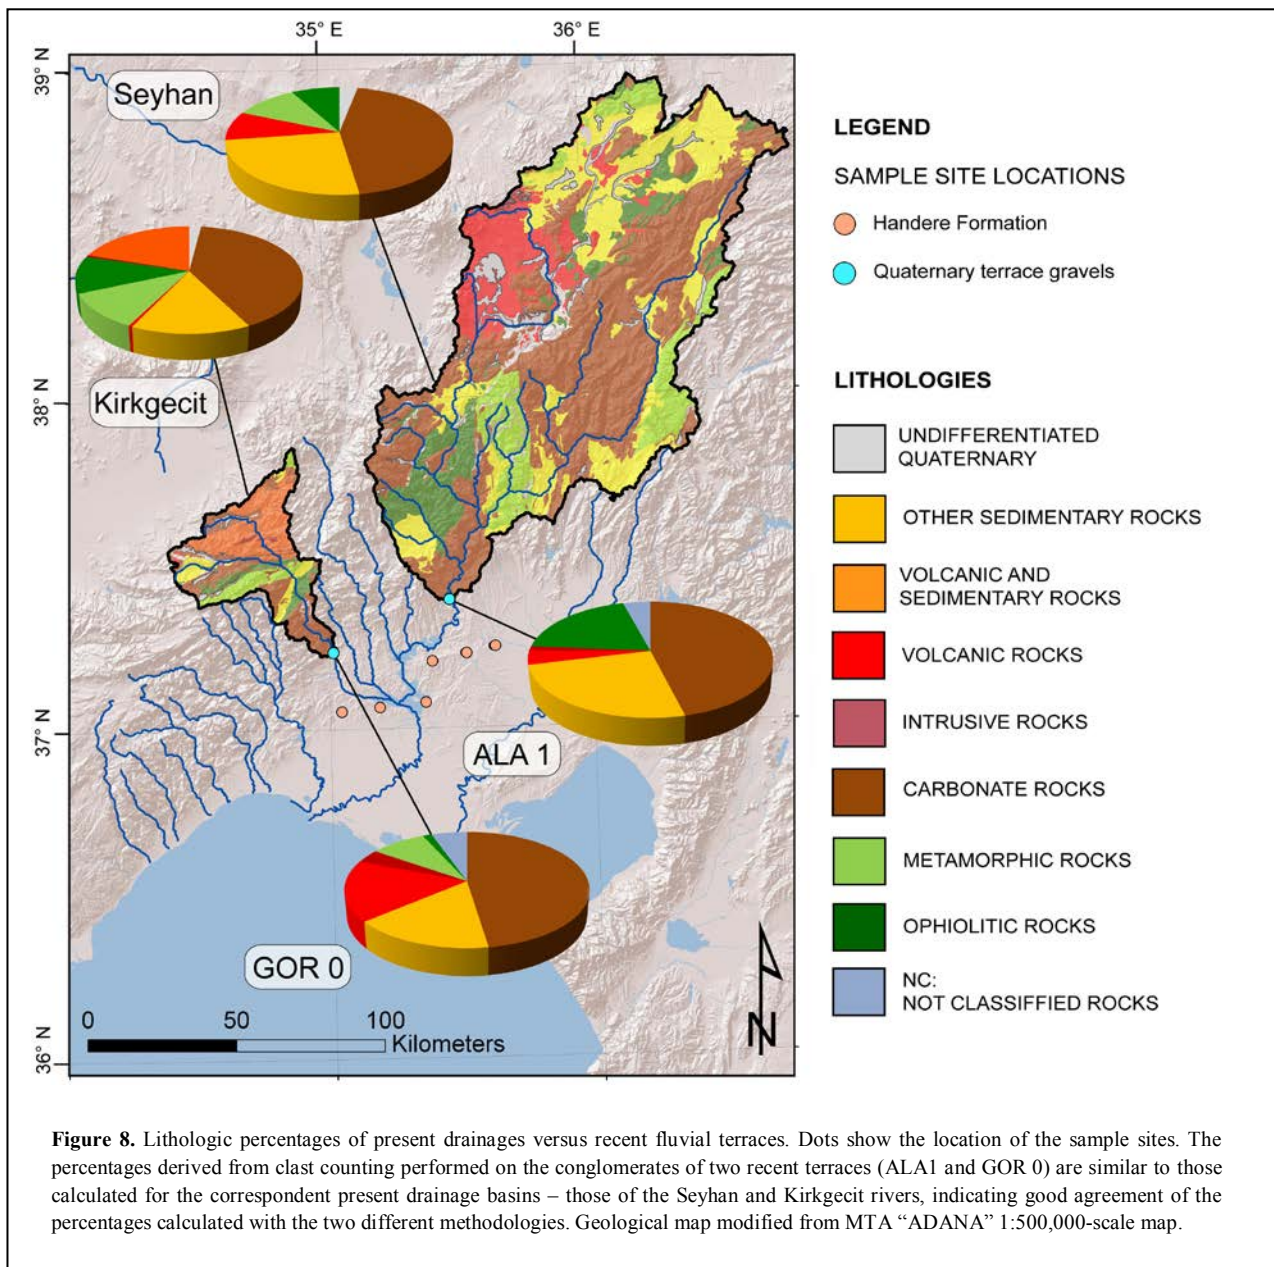 35° E
36° E
39° N
38° N
37° N
36° N
Seyhan
Kirkgecit
ALA 1
GOR 0
0
50
100
Kilometers
N
LEGEND
SAMPLE SITE LOCATIONS
Handere Formation
Quaternary terrace gravels
LITHOLOGIES
UNDIFFERENTIATED
QUATERNARY
OTHER SEDIMENTARY ROCKS
VOLCANIC AND
SEDIMENTARY ROCKS
VOLCANIC ROCKS
INTRUSIVE ROCKS
CARBONATE ROCKS
METAMORPHIC ROCKS
OPHIOLITIC ROCKS
NC:
NOT CLASSIFFIED ROCKS
Figure 8. Lithologic percentages of present drainages versus recent fluvial terraces. Dots show the location of the sample sites. The
percentages derived from clast counting performed on the conglomerates of two recent terraces (ALA1 and GOR 0) are similar to those
calculated for the correspondent present drainage basins – those of the Seyhan and Kirkgecit rivers, indicating good agreement of the
percentages calculated with the two different methodologies. Geological map modified from MTA “ADANA” 1:500,000-scale map.